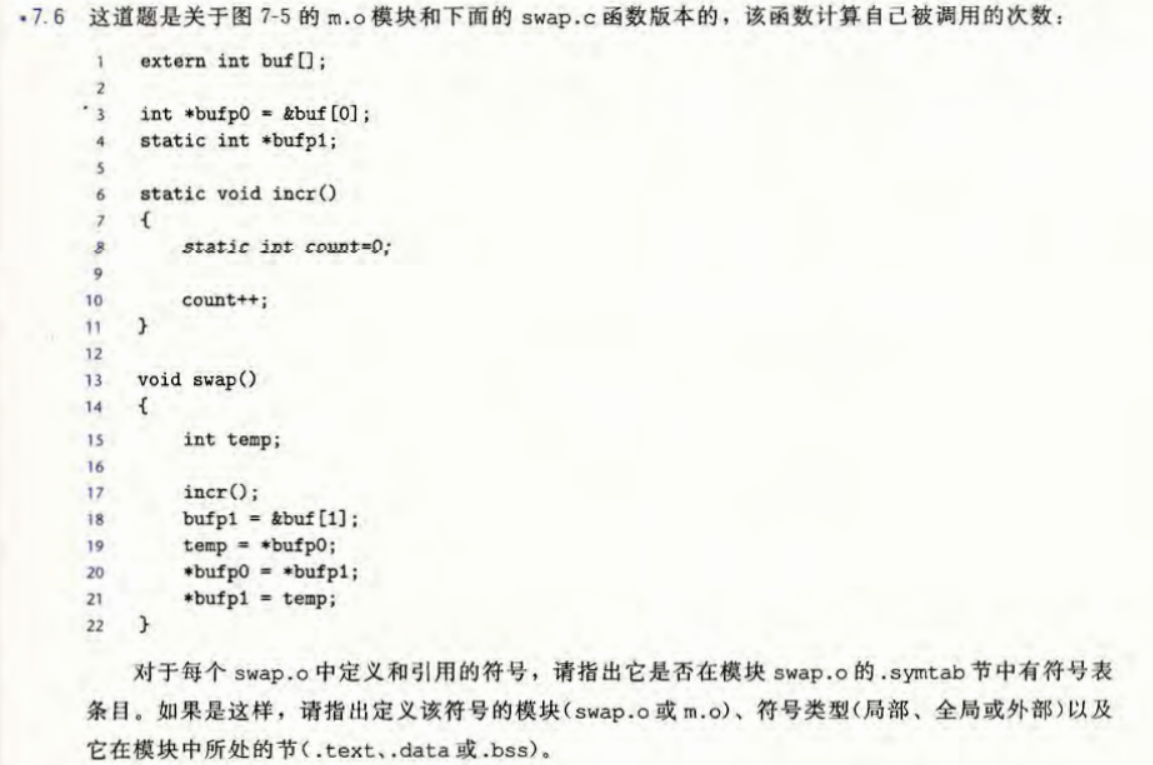 •7.6 这道题是关于图 7-5 的 m.o 模块和下面的 swap.c 函数版本的，该函数计算自己被调用的次数：
1 extern int buf[];
2
3 int *bufp0 = &buf[0];
4 static int *bufp1;
5
6 static void incr()
7 {
8 static int count=0;
9
10 count++;
11 }
12
13 void swap()
14 {
15 int temp;
16
17 incr();
18 bufp1 = &buf[1];
19 temp = *bufp0;
20 *bufp0 = *bufp1;
21 *bufp1 = temp;
22 }
对于每个 swap.o 中定义和引用的符号，请指出它是否在模块 swap.o 的.symtab 节中有符号表
条目。如果是这样，请指出定义该符号的模块(swap.o 或 m.o)、符号类型(局部、全局或外部)以及
它在模块中所处的节(.text、.data 或.bss)。